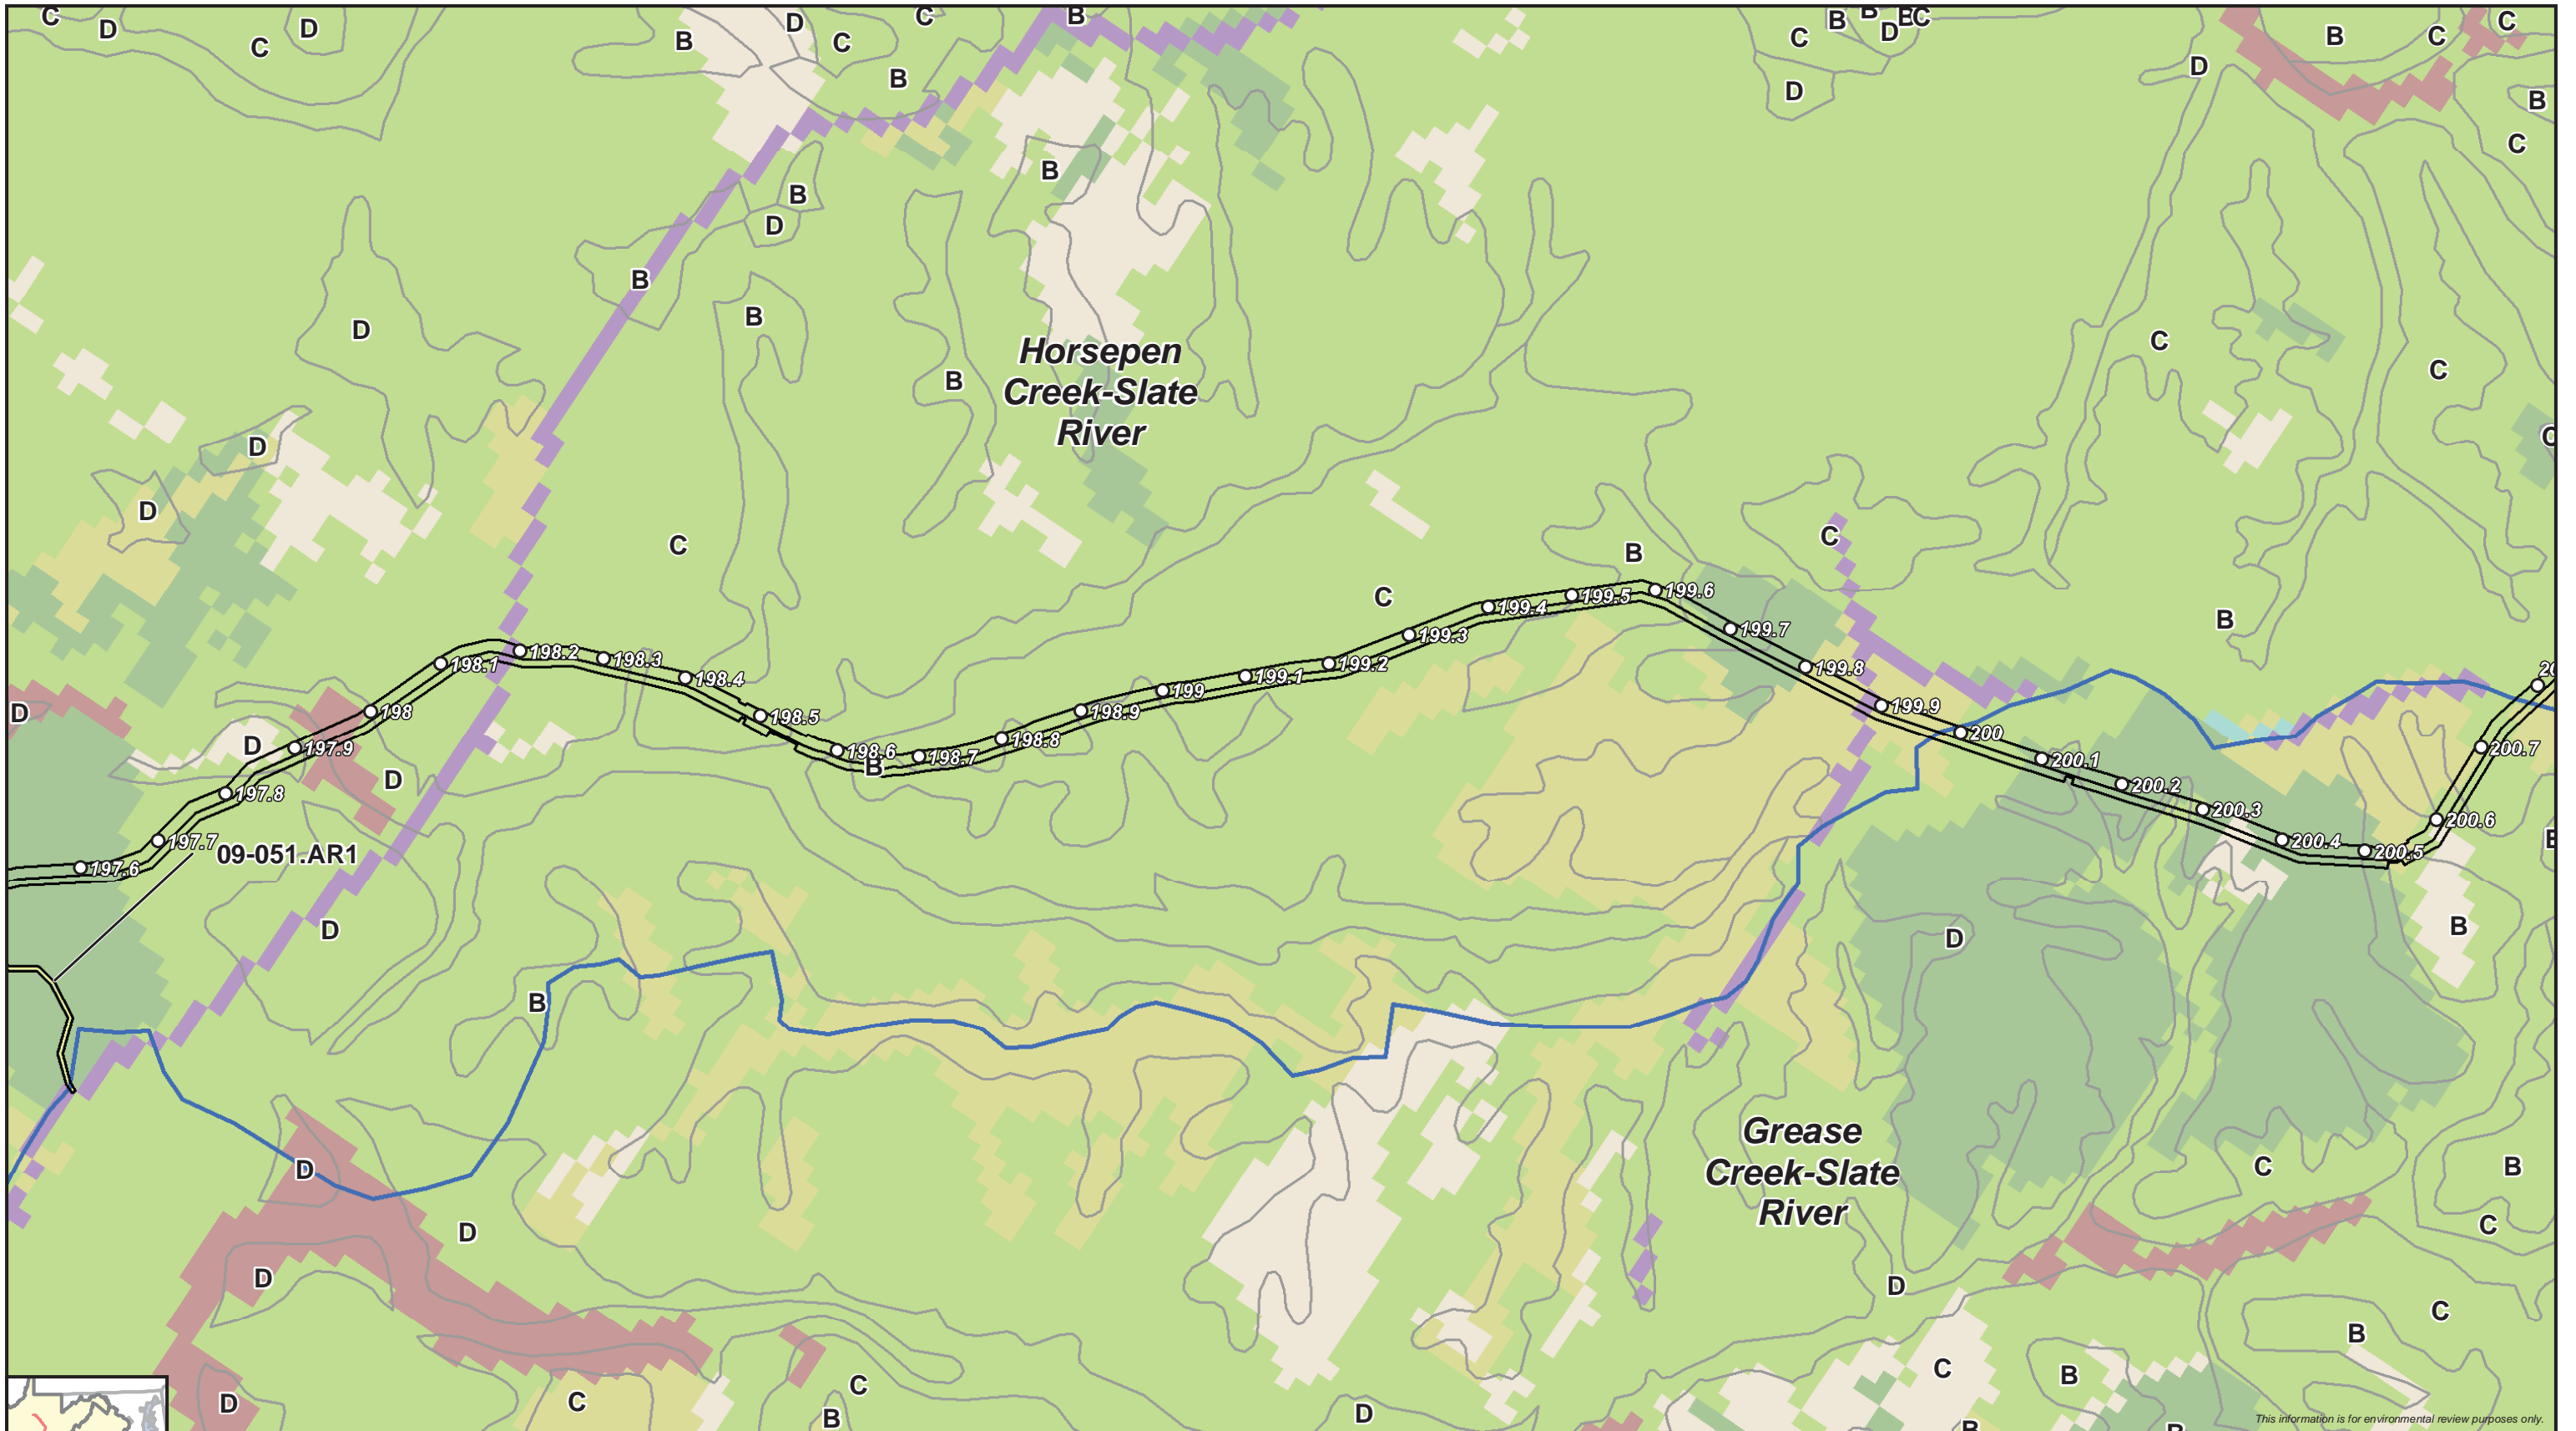 C
D
C
D
B
D
C
C
B
B
B
B
B
C
C
D
D
D
B
C
C
C
B
C
B
B
D
B
B
D
B
D
B
C
C
C
Horsepen
Creek-Slate
River
D
D
C
C
B
C
B
198.1
198.2
198.3
198.4
198.5
198.6
198.7
198.8
198.9
199
199.1
199.2
199.3
199.4
199.5
199.6
199.7
199.8
199.9
200
200.1
200.2
200.3
200.4
200.5
200.6
200.7
D
D
198
197.9
197.8
197.7
197.6
D
B
09-051.AR1
D
B
D
B
Grease
Creek-Slate
River
D
D
C
B
C
D
D
C
B
D
C
C
B
C
B
D
B
B
This information is for environmental review purposes only.